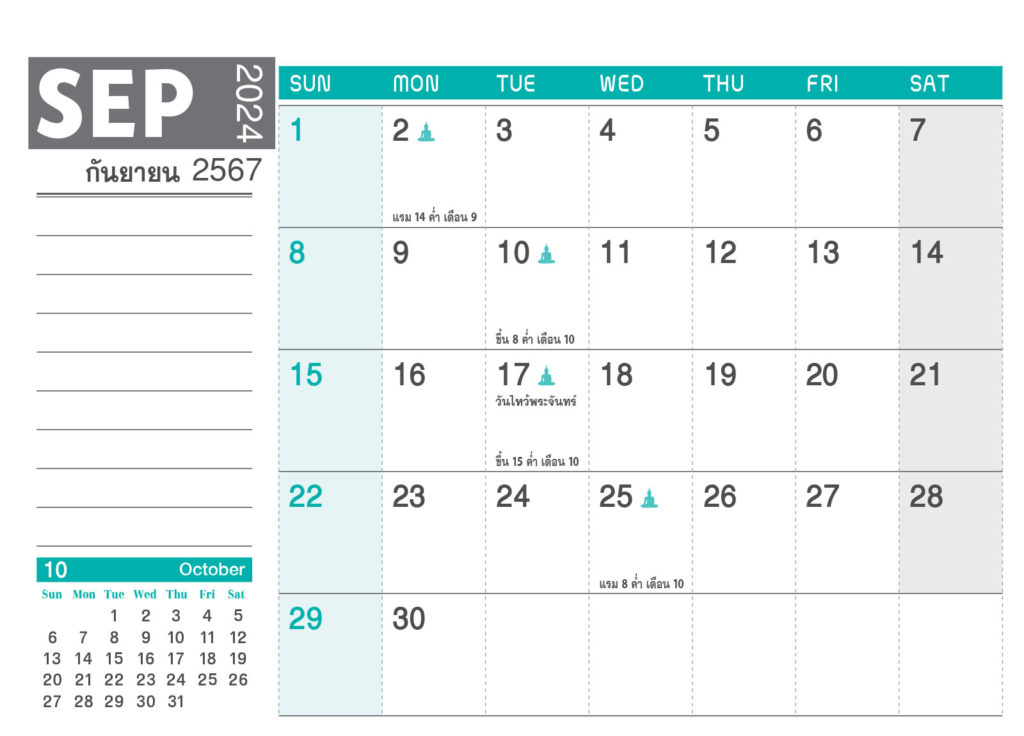 SEP 2024
กันยายน 2567
SUN MON TUE WED THU FRI SAT
1 2 3 4 5 6 7
แรม 14 ค่ำ เดือน 9
8 9 10 11 12 13 14
ขึ้น 8 ค่ำ เดือน 10
15 16 17 18 19 20 21
วันไหว้พระจันทร์
ขึ้น 15 ค่ำ เดือน 10
22 23 24 25 26 27 28
แรม 8 ค่ำ เดือน 10
29 30
10 October
Sun Mon Tue Wed Thu Fri Sat
1 2 3 4 5
6 7 8 9 10 11 12
13 14 15 16 17 18 19
20 21 22 23 24 25 26
27 28 29 30 31